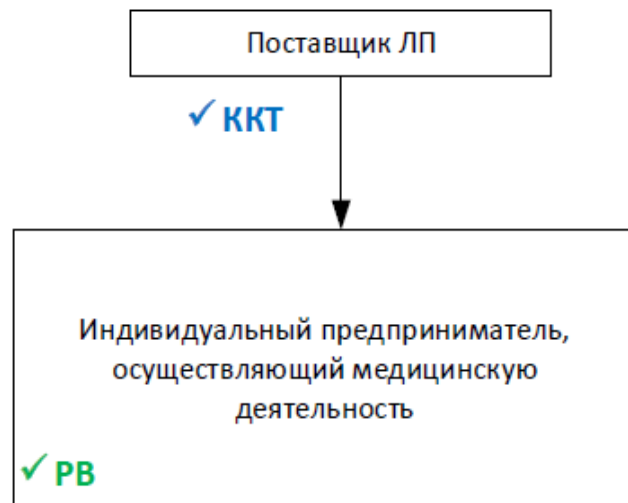 Поставщик ЛП
✓ ККТ
Индивидуальный предприниматель,
осуществляющий медицинскую
деятельность
✓ РВ